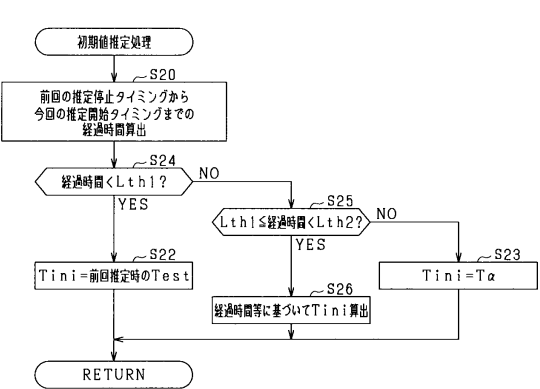 初期値推定処理
S20
前回の推定停止タイミングから
今回の推定開始タイミングまでの
経過時間算出
S24
経過時間<Lth1?
NO
YES
S25
Lth1≦経過時間<Lth2?
NO
YES
S22
Tini=前回推定時のTest
S23
Tini=Tα
S26
経過時間等に基づいてTini算出
RETURN